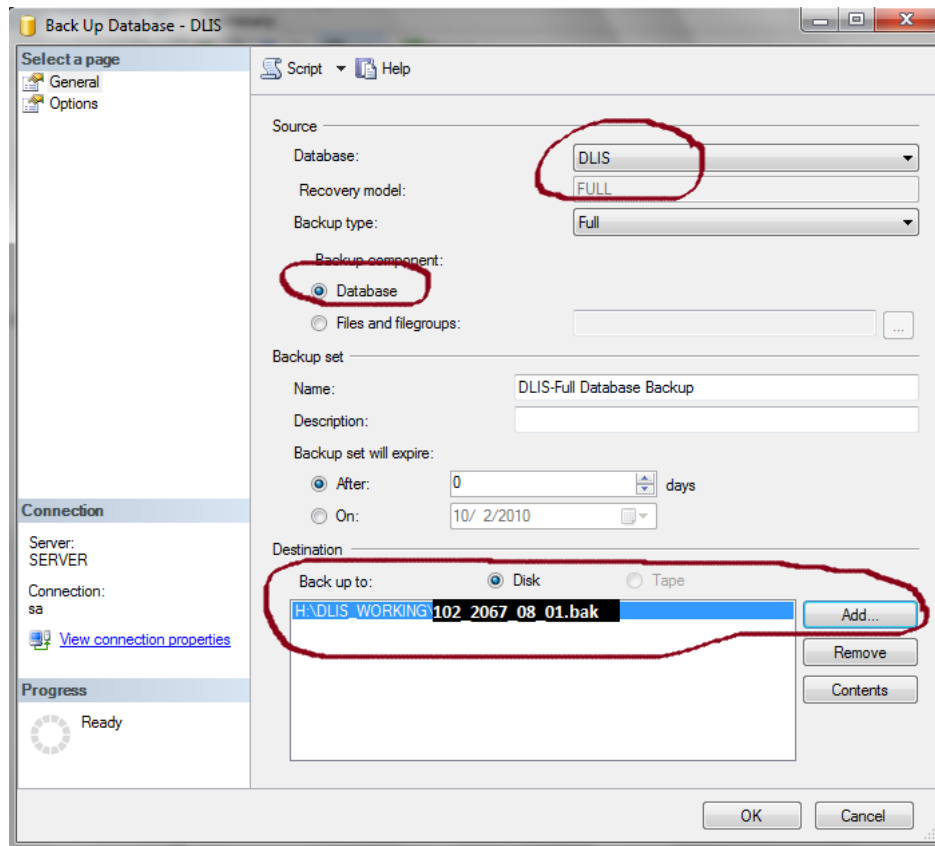 Back Up Database - DLIS
Select a page
General
Options
Script Help
Source
Database: DLIS
Recovery model: FULL
Backup type: Full
Backup component:
Database
Files and filegroups: ...
Backup set
Name: DLIS-Full Database Backup
Description:
Backup set will expire:
After: 0 days
On: 10/ 2/2010
Destination
Back up to: Disk Tape
H:\DLIS_WORKING\102_2067_08_01.bak
Add...
Remove
Contents
Connection
Server:
SERVER
Connection:
sa
View connection properties
Progress
Ready
OK Cancel